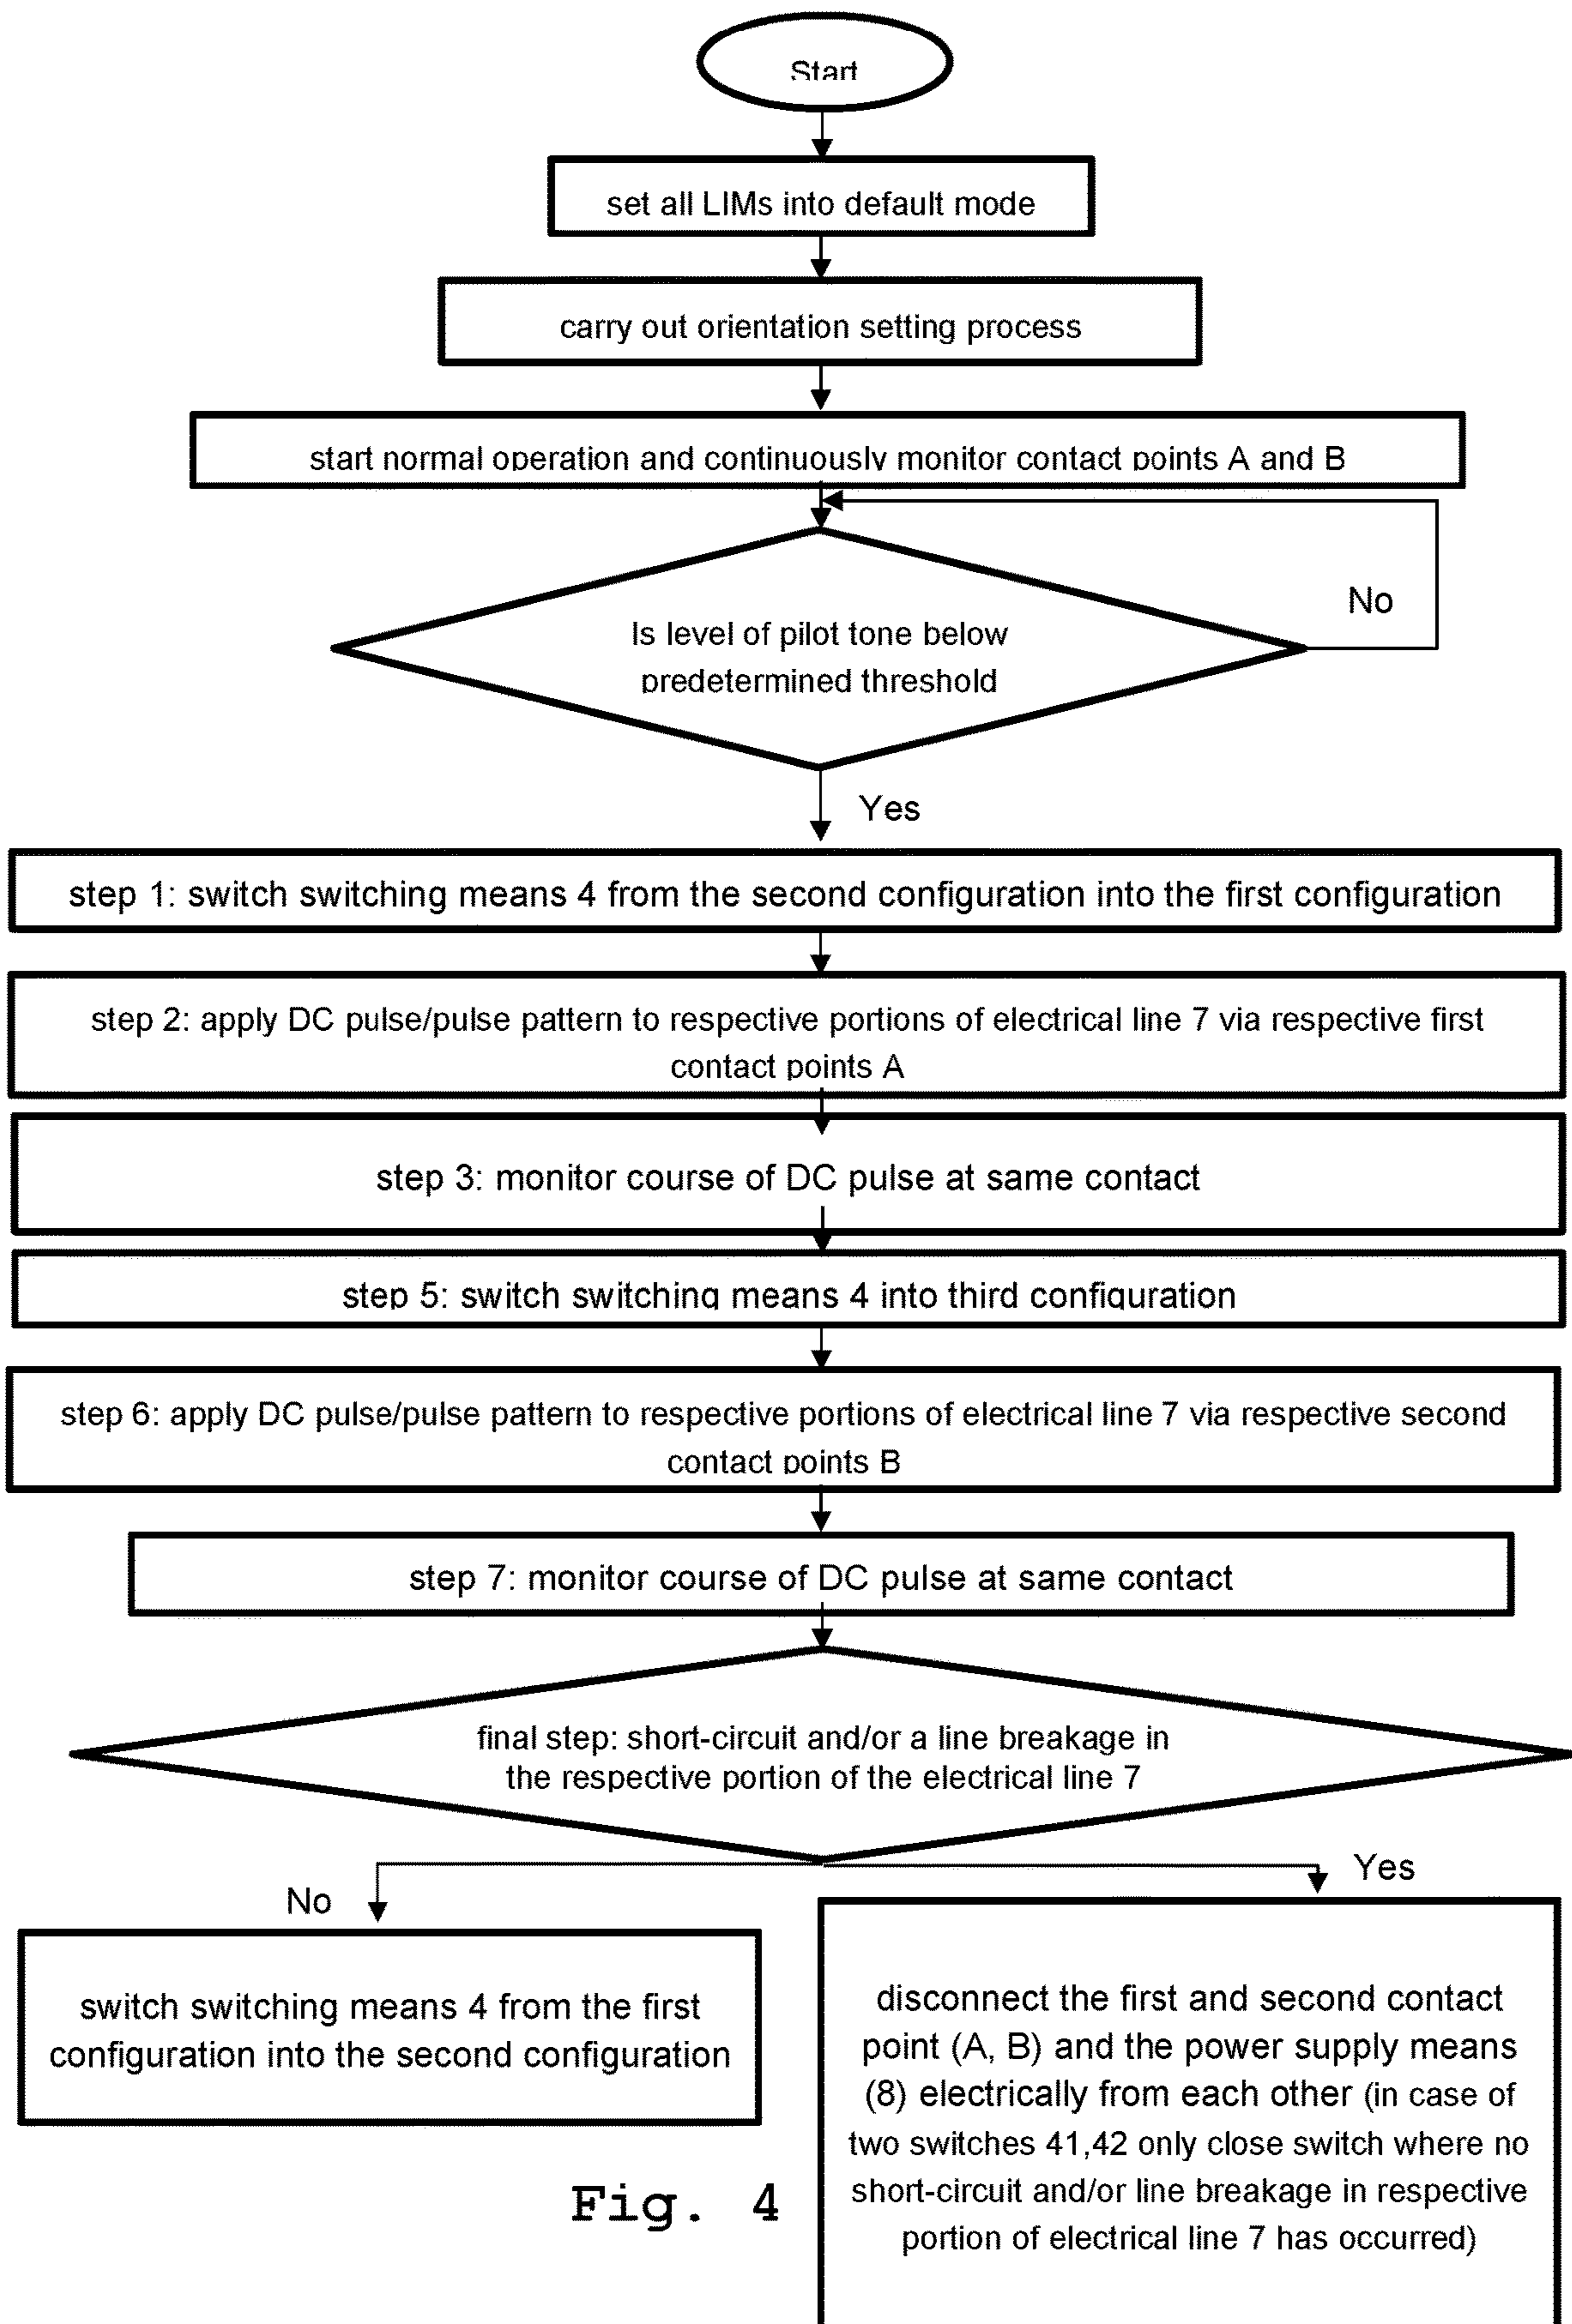 Start
set all LIMs into default mode
carry out orientation setting process
start normal operation and continuously monitor contact points A and B
No
Is level of pilot tone below
predetermined threshold
Yes
step 1: switch switching means 4 from the second configuration into the first configuration
step 2: apply DC pulse/pulse pattern to respective portions of electrical line 7 via respective first
contact points A
step 3: monitor course of DC pulse at same contact
step 5: switch switching means 4 into third configuration
step 6: apply DC pulse/pulse pattern to respective portions of electrical line 7 via respective second
contact points B
step 7: monitor course of DC pulse at same contact
final step: short-circuit and/or a line breakage in
the respective portion of the electrical line 7
No
Yes
switch switching means 4 from the first
configuration into the second configuration
disconnect the first and second contact
point (A, B) and the power supply means
(8) electrically from each other (in case of
two switches 41,42 only close switch where no
short-circuit and/or line breakage in respective
portion of electrical line 7 has occurred)
Fig. 4